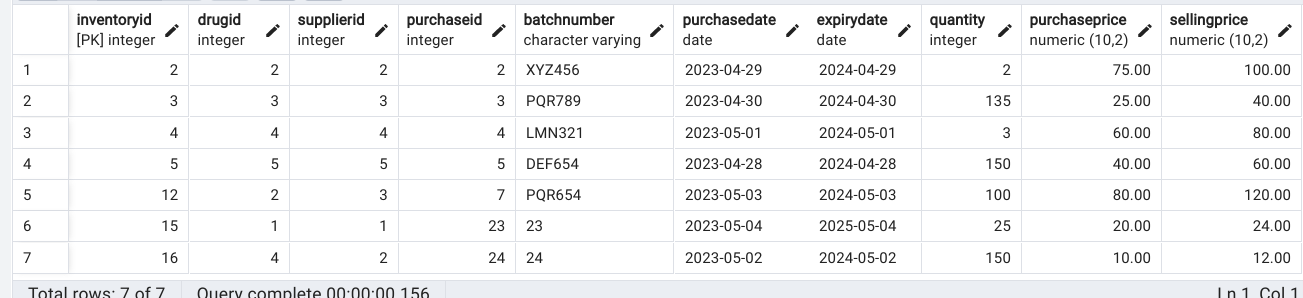 inventoryid drugid supplierid purchaseid batchnumber purchasedate expirydate quantity purchaseprice sellingprice
[PK] integer integer integer integer character varying date date integer numeric (10,2) numeric (10,2)
1 2 2 2 2 XYZ456 2023-04-29 2024-04-29 2 75.00 100.00
2 3 3 3 3 PQR789 2023-04-30 2024-04-30 135 25.00 40.00
3 4 4 4 4 LMN321 2023-05-01 2024-05-01 3 60.00 80.00
4 5 5 5 5 DEF654 2023-04-28 2024-04-28 150 40.00 60.00
5 12 2 3 7 PQR654 2023-05-03 2024-05-03 100 80.00 120.00
6 15 1 1 23 23 2023-05-04 2025-05-04 25 20.00 24.00
7 16 4 2 24 24 2023-05-02 2024-05-02 150 10.00 12.00
Total rows: 7 of 7 Query complete 00:00:00.156 Ln 1, Col 1